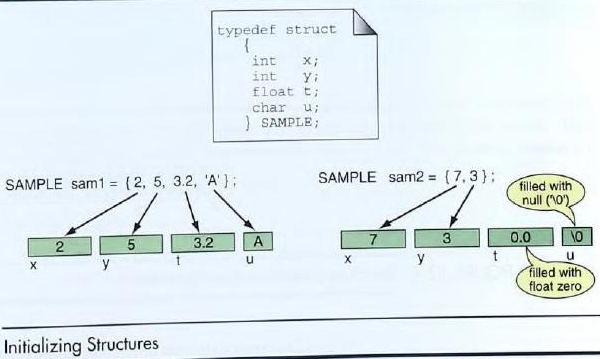 typedef struct
{
int x;
int y;
float t;
char u;
} SAMPLE;
SAMPLE sam1 = { 2, 5, 3.2, 'A' };
2
5
3.2
A
x
y
t
u
SAMPLE sam2 = { 7, 3 };
filled with
null ('\0')
7
3
0.0
\0
x
y
t
u
filled with
float zero
Initializing Structures